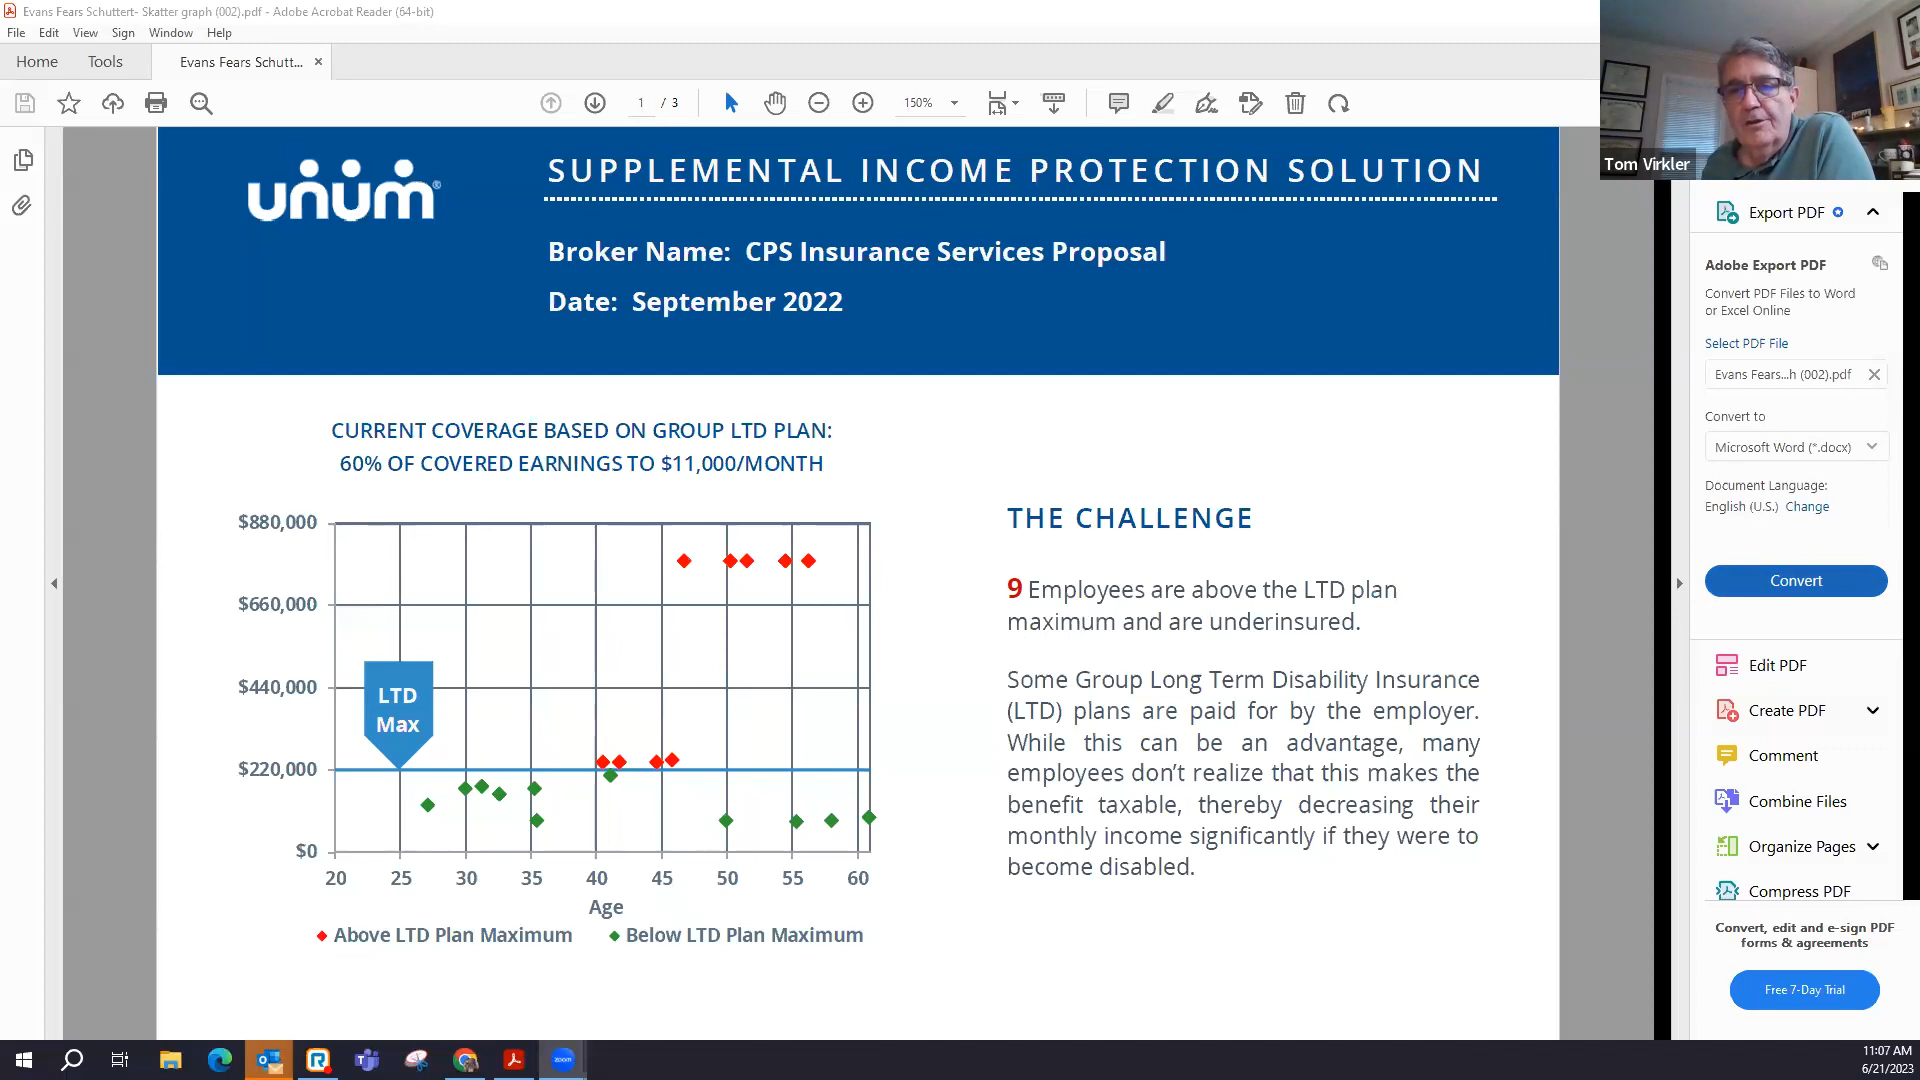 Evans Fears Schuttert- Skatter graph (002).pdf - Adobe Acrobat Reader (64-bit)
File Edit View Sign Window Help
Home Tools Evans Fears Schutt... ×
1 / 3 150%
Tom Virkler
unum®
SUPPLEMENTAL INCOME PROTECTION SOLUTION
Broker Name: CPS Insurance Services Proposal
Date: September 2022
CURRENT COVERAGE BASED ON GROUP LTD PLAN:
60% OF COVERED EARNINGS TO $11,000/MONTH
$880,000
$660,000
$440,000
$220,000
$0
LTD
Max
20 25 30 35 40 45 50 55 60
Age
Above LTD Plan Maximum Below LTD Plan Maximum
THE CHALLENGE
9 Employees are above the LTD plan
maximum and are underinsured.
Some Group Long Term Disability Insurance
(LTD) plans are paid for by the employer.
While this can be an advantage, many
employees don’t realize that this makes the
benefit taxable, thereby decreasing their
monthly income significantly if they were to
become disabled.
Export PDF
Adobe Export PDF
Convert PDF Files to Word
or Excel Online
Select PDF File
Evans Fears...h (002).pdf
Convert to
Microsoft Word (*.docx)
Document Language:
English (U.S.) Change
Convert
Edit PDF
Create PDF
Comment
Combine Files
Organize Pages
Compress PDF
Convert, edit and e-sign PDF
forms & agreements
Free 7-Day Trial
zoom
11:07 AM
6/21/2023